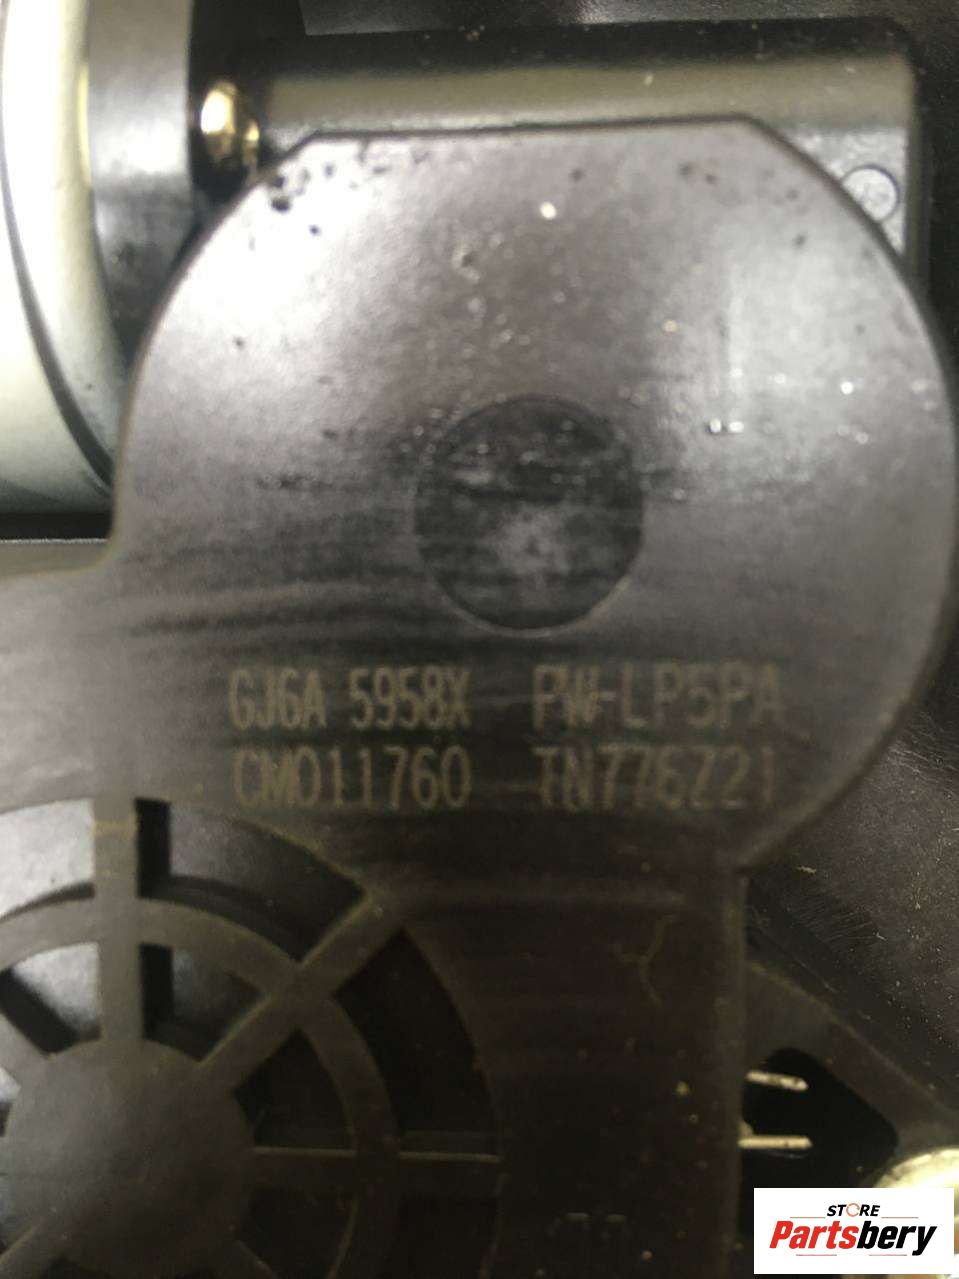 GJ6A 5958X PW-LP5PA
CM011760 TN776Z21
STORE
Partsbery